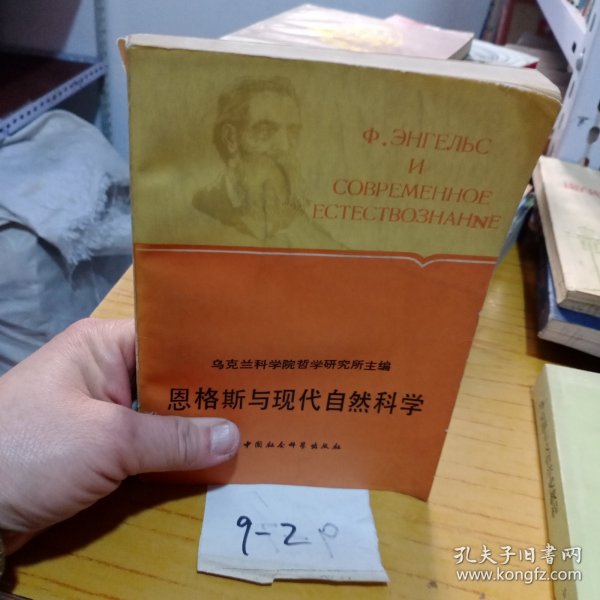 Ф. ЭНГЕЛЬС
И
СОВРЕМЕННОЕ
ЕСТЕСТВОЗНАНNЕ
乌克兰科学院哲学研究所主编
恩格斯与现代自然科学
中国社会科学出版社
9-20
孔夫子旧书网
www.kongfz.com